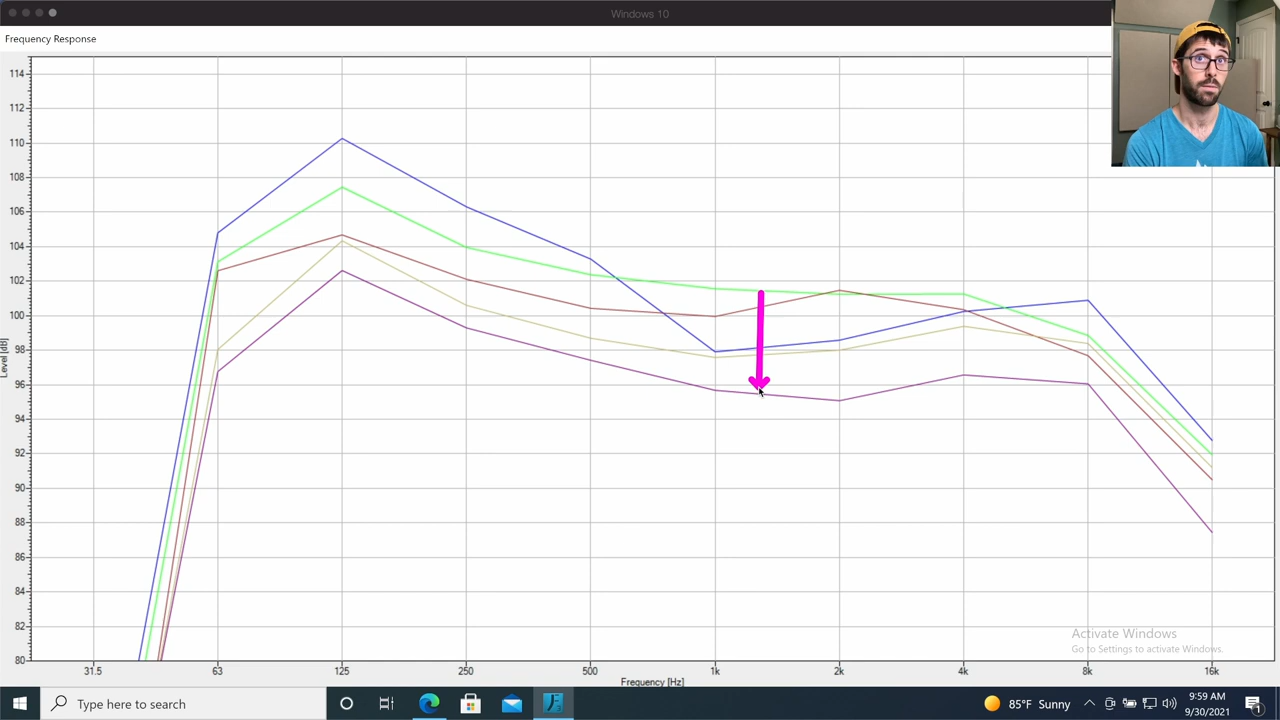 Windows 10
Frequency Response
114
112
110
108
106
104
102
100
98
96
94
92
90
88
86
84
82
80
Level [dB]
31.5 63 125 250 500 1k 2k 4k 8k 16k
Frequency [Hz]
Activate Windows
Go to Settings to activate Windows.
Type here to search
85°F Sunny
9:59 AM
9/30/2021
1